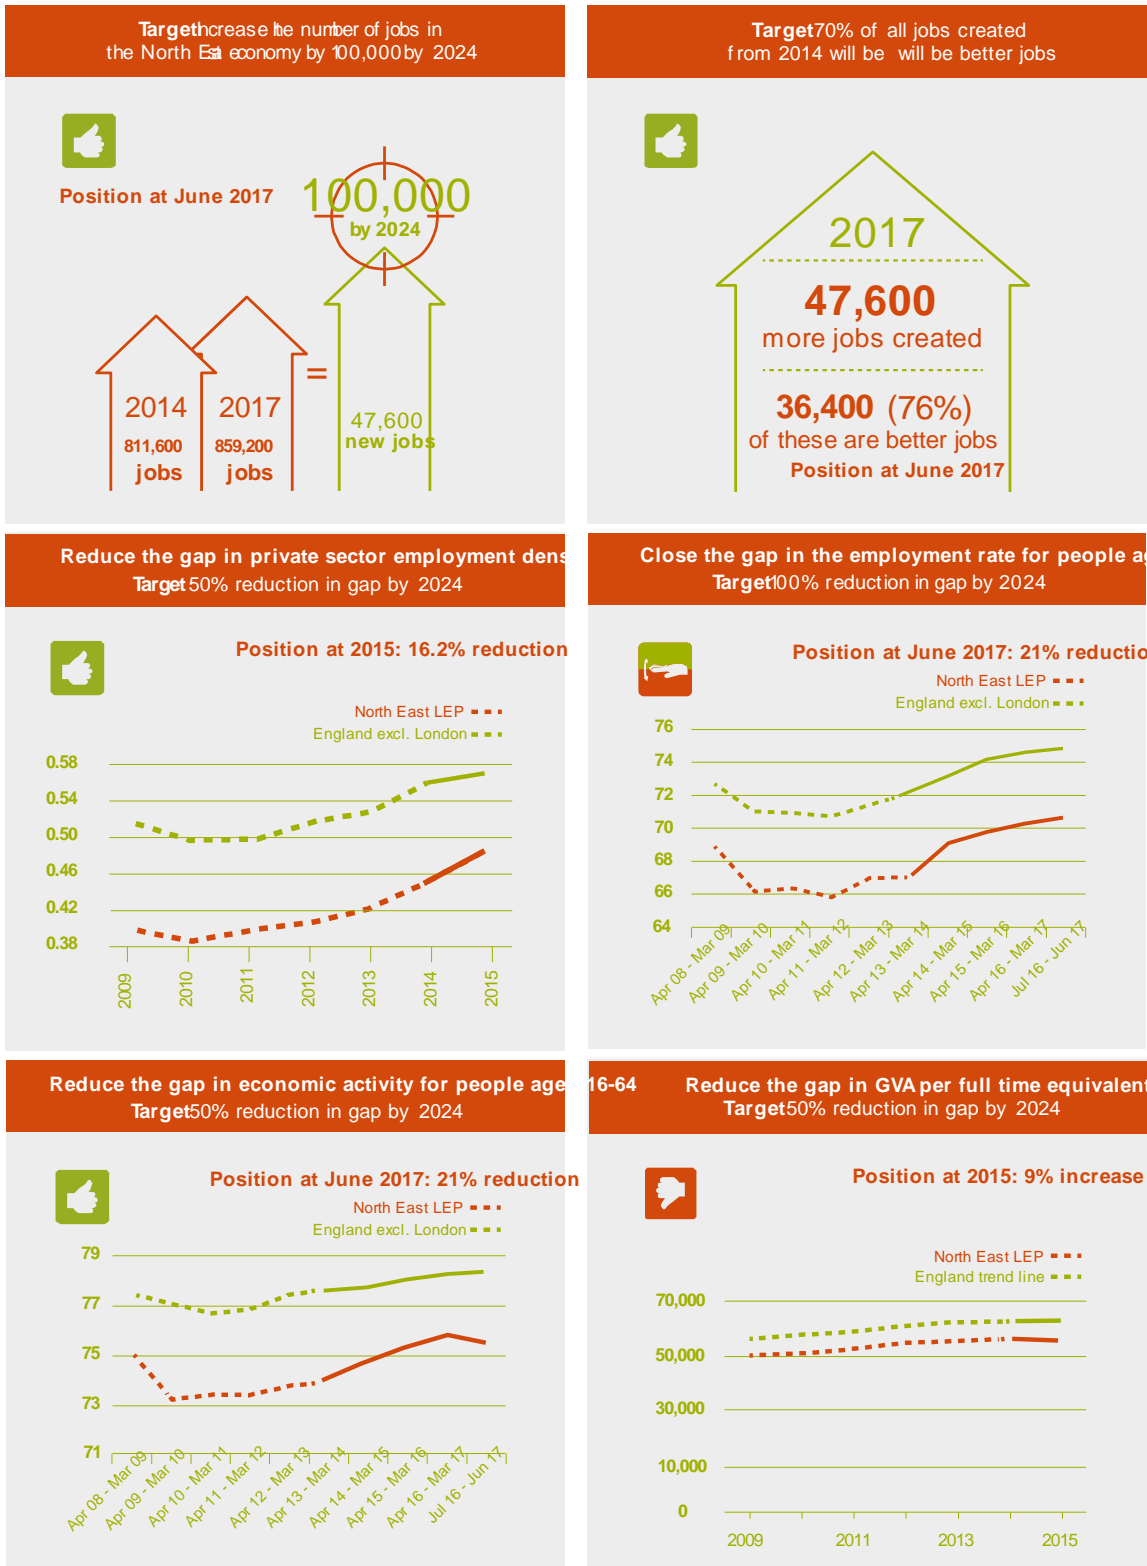 Target Increase the number of jobs in
the North East economy by 100,000 by 2024
Position at June 2017
100,000
by 2024
=
2014
811,600
jobs
2017
859,200
jobs
47,600
new jobs
Target 70% of all jobs created
from 2014 will be will be better jobs
2017
47,600
more jobs created
36,400 (76%)
of these are better jobs
Position at June 2017
Reduce the gap in private sector employment dens
Target 50% reduction in gap by 2024
Position at 2015: 16.2% reduction
North East LEP
England excl. London
0.58
0.54
0.50
0.46
0.42
0.38
2009
2010
2011
2012
2013
2014
2015
Close the gap in the employment rate for people ag
Target 100% reduction in gap by 2024
Position at June 2017: 21% reductio
North East LEP
England excl. London
76
74
72
70
68
66
64
Apr 08 - Mar 09
Apr 09 - Mar 10
Apr 10 - Mar 11
Apr 11 - Mar 12
Apr 12 - Mar 13
Apr 13 - Mar 14
Apr 14 - Mar 15
Apr 15 - Mar 16
Apr 16 - Mar 17
Jul 16 - Jun 17
Reduce the gap in economic activity for people age 16-64
Target 50% reduction in gap by 2024
Position at June 2017: 21% reduction
North East LEP
England excl. London
79
77
75
73
71
Apr 08 - Mar 09
Apr 09 - Mar 10
Apr 10 - Mar 11
Apr 11 - Mar 12
Apr 12 - Mar 13
Apr 13 - Mar 14
Apr 14 - Mar 15
Apr 15 - Mar 16
Apr 16 - Mar 17
Jul 16 - Jun 17
Reduce the gap in GVA per full time equivalent
Target 50% reduction in gap by 2024
Position at 2015: 9% increase
North East LEP
England trend line
70,000
50,000
30,000
10,000
0
2009
2011
2013
2015